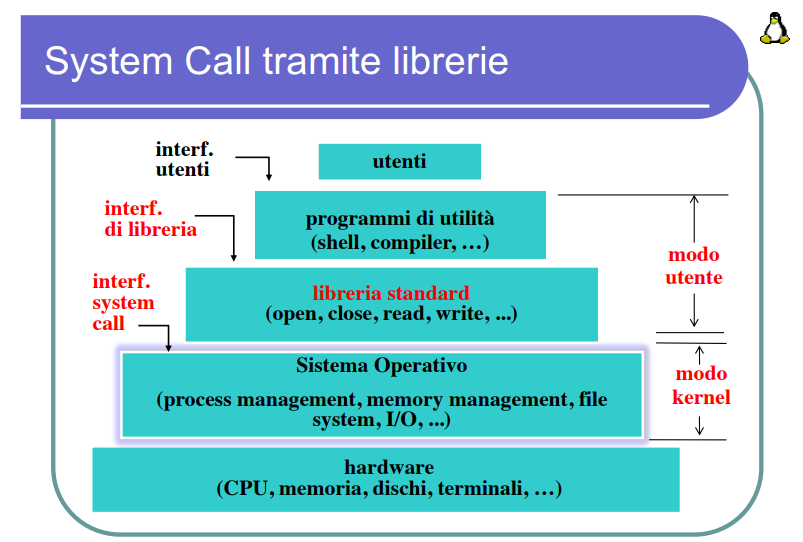 System Call tramite librerie
interf.
utenti
utenti
interf.
di libreria
programmi di utilità
(shell, compiler, …)
modo
utente
interf.
system
call
libreria standard
(open, close, read, write, ...)
Sistema Operativo
(process management, memory management, file
system, I/O, ...)
modo
kernel
hardware
(CPU, memoria, dischi, terminali, …)